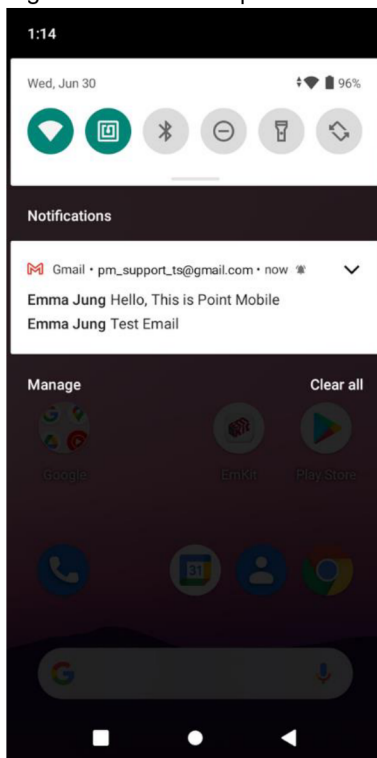 1:14
Wed, Jun 30 96%
Notifications
Gmail • pm_support_ts@gmail.com • now
Emma Jung Hello, This is Point Mobile
Emma Jung Test Email
Manage Clear all
Google EmKit Play Store
31